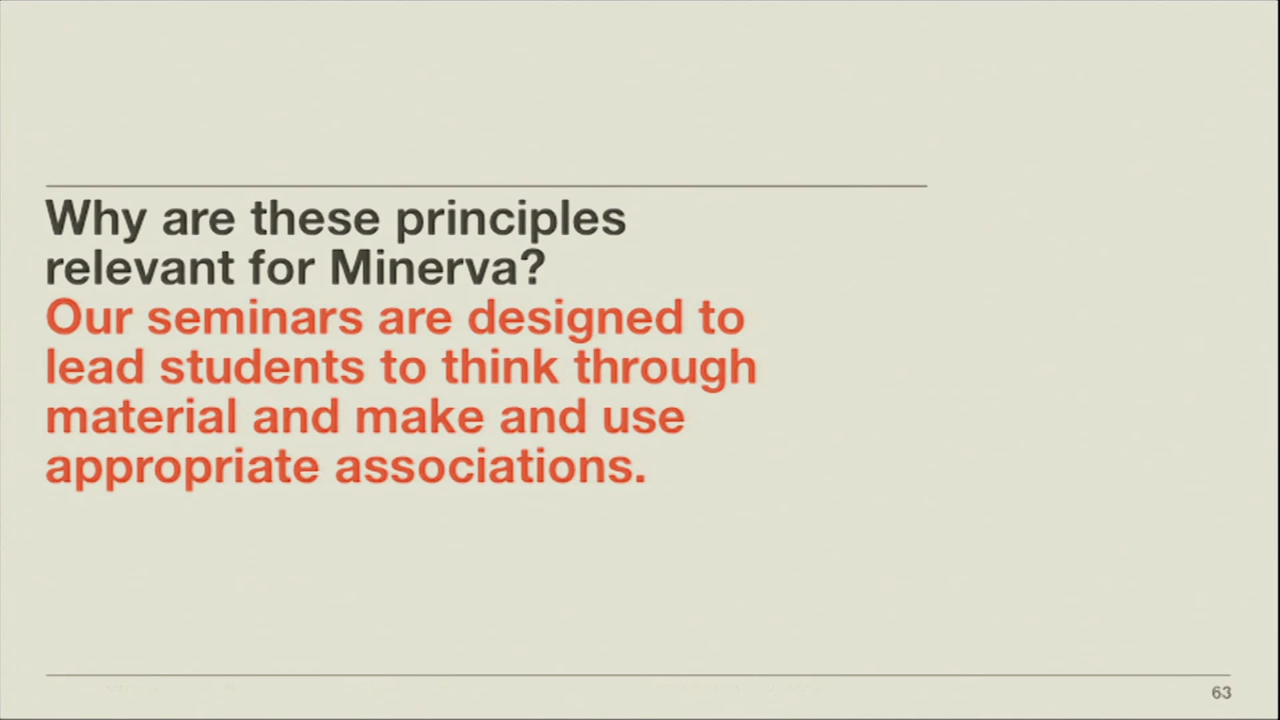 Why are these principles
relevant for Minerva?
Our seminars are designed to
lead students to think through
material and make and use
appropriate associations.
63